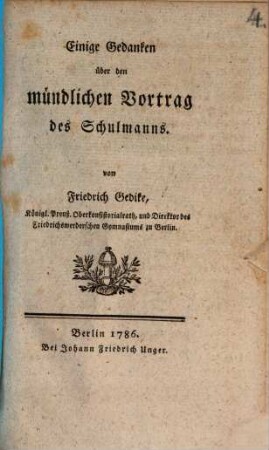 4.
Einige Gedanken
über den
mündlichen Vortrag
des Schulmanns.
von
Friedrich Gedike,
Königl. Preuß. Oberkonsistorialrath, und Direktor des
Friedrichswerderschen Gymnasiums zu Berlin.
Berlin 1786.
Bei Johann Friedrich Unger.